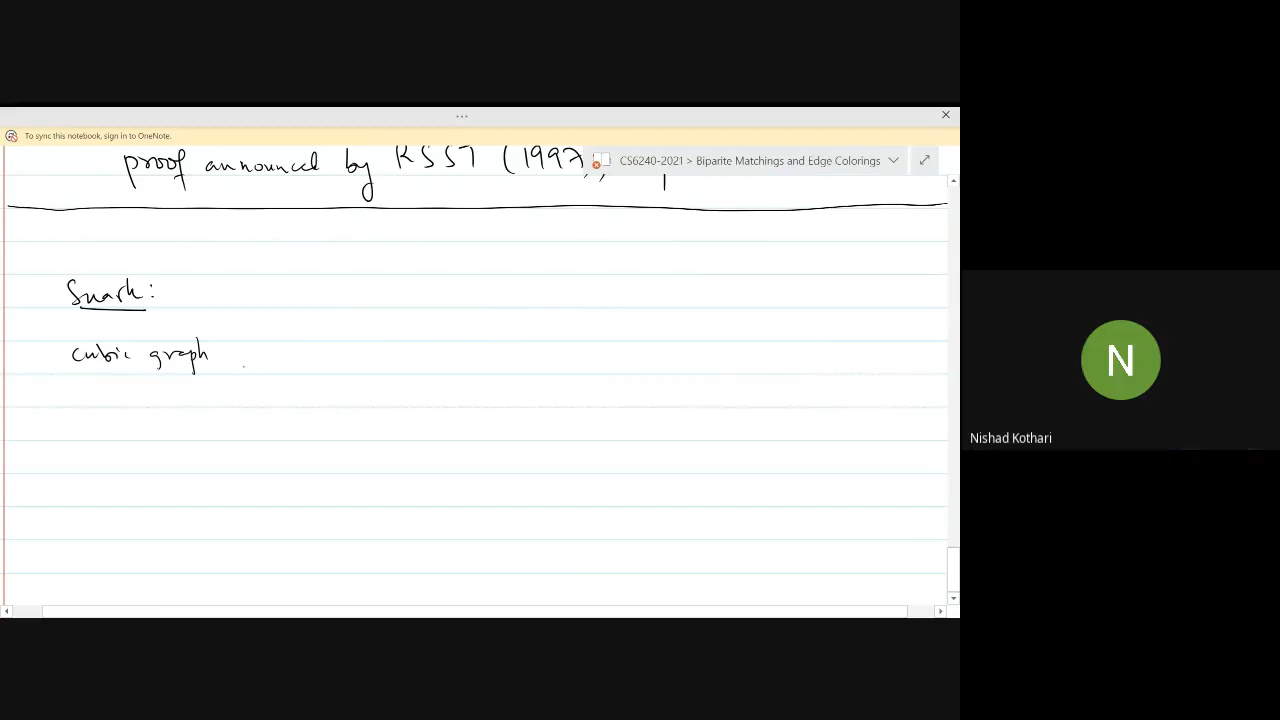 To sync this notebook, sign in to OneNote.
proof announced by RSST (1997
CS6240-2021 > Biparite Matchings and Edge Colorings
Snark:
cubic graph
N
Nishad Kothari